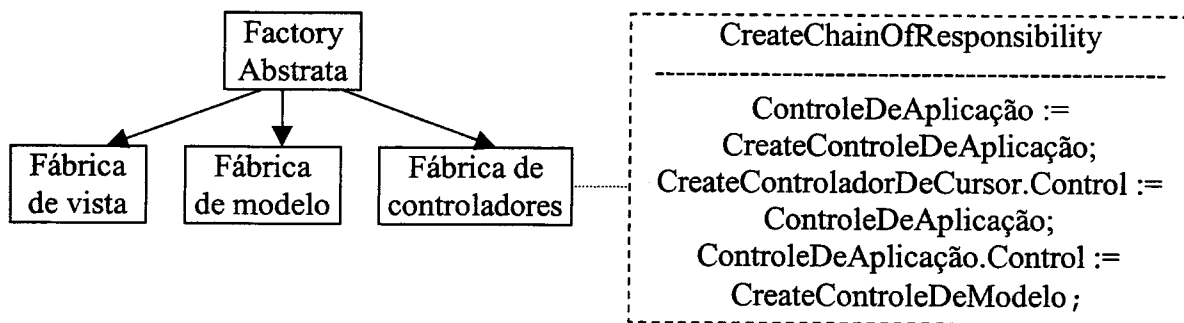 Factory
Abstrata
Fábrica
de vista
Fábrica
de modelo
Fábrica de
controladores
CreateChainOfResponsibility
ControleDeAplicação :=
CreateControleDeAplicação;
CreateControladorDeCursor.Control :=
ControleDeAplicação;
ControleDeAplicação.Control :=
CreateControleDeModelo ;